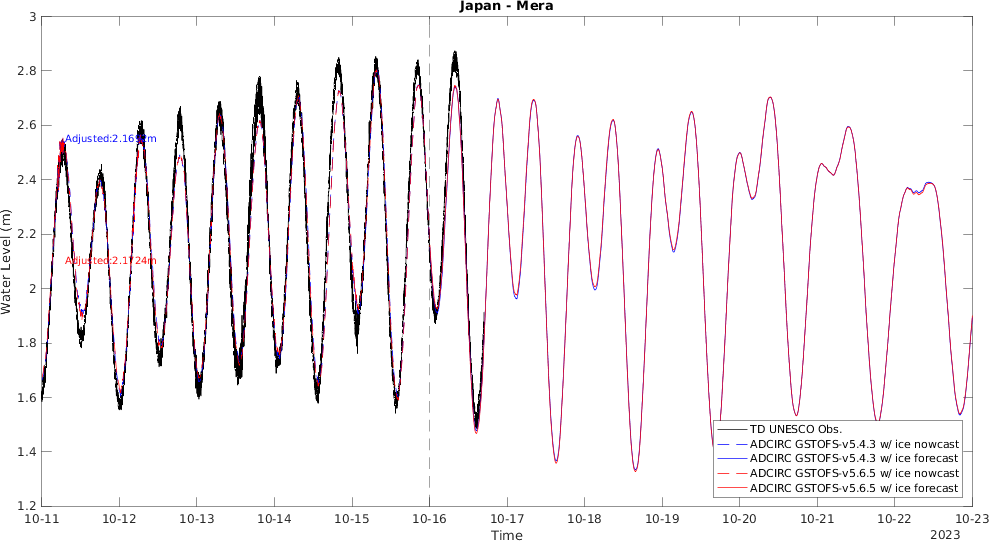 Japan - Mera
Water Level (m)
3
2.8
2.6
2.4
2.2
2
1.8
1.6
1.4
1.2
Adjusted:2.1724m
TD UNESCO Obs.
ADCIRC GSTOFS-v5.4.3 w/ ice nowcast
ADCIRC GSTOFS-v5.4.3 w/ ice forecast
ADCIRC GSTOFS-v5.6.5 w/ ice nowcast
ADCIRC GSTOFS-v5.6.5 w/ ice forecast
10-11 10-12 10-13 10-14 10-15 10-16 10-17 10-18 10-19 10-20 10-21 10-22 10-23
Time
2023